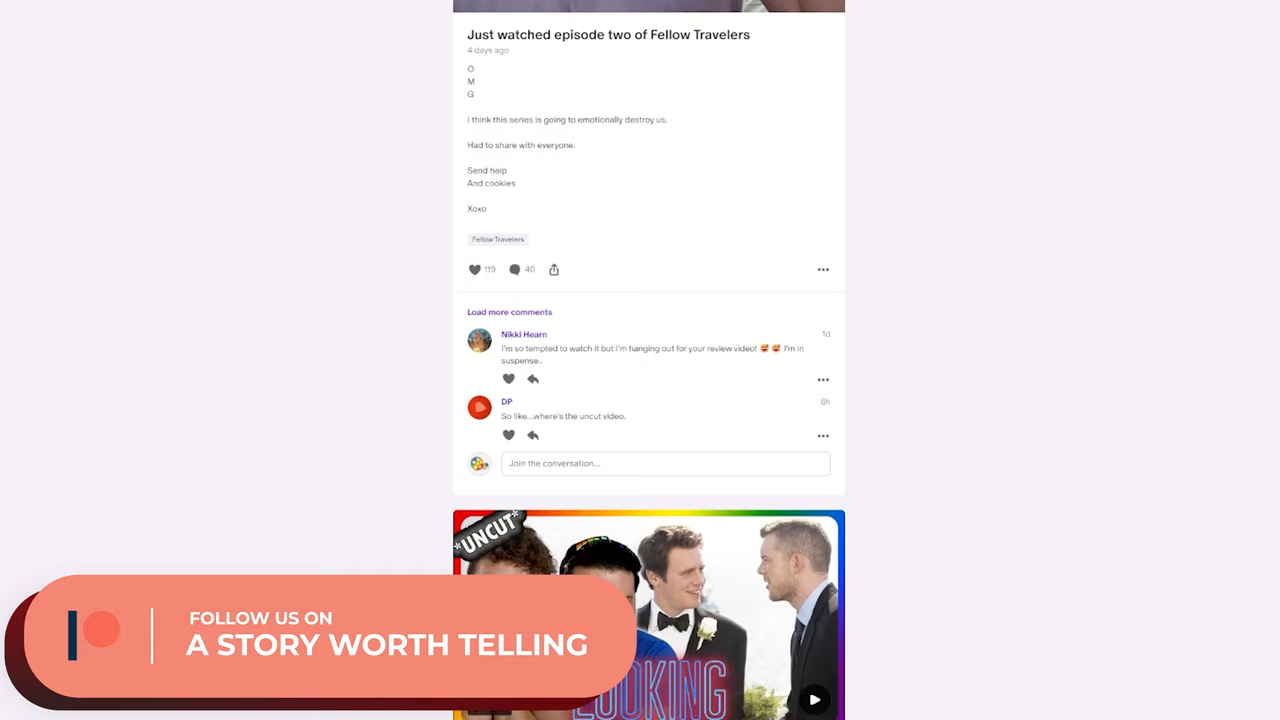 Just watched episode two of Fellow Travelers
4 days ago
O
M
G
I think this series is going to emotionally destroy us.
Had to share with everyone.
Send help
And cookies
Xoxo
Fellow Travelers
119 40
Load more comments
Nikki Hearn 1d
I'm so tempted to watch it but I'm hanging out for your review video! 😅 😅 I'm in
suspense..
DP 8h
So like...where's the uncut video.
Join the conversation...
*UNCUT*
LOOKING
FOLLOW US ON
A STORY WORTH TELLING